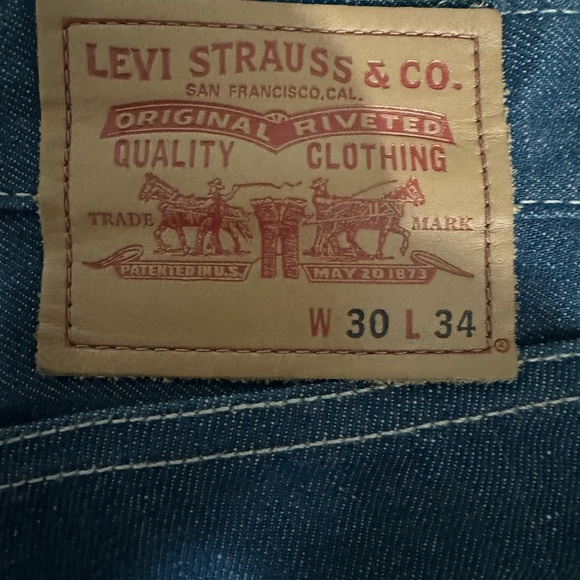 LEVI STRAUSS & CO.
SAN FRANCISCO, CAL.
ORIGINAL RIVETED
QUALITY CLOTHING
TRADE MARK
PATENTED IN U.S. MAY 20 1873
W 30 L 34
®